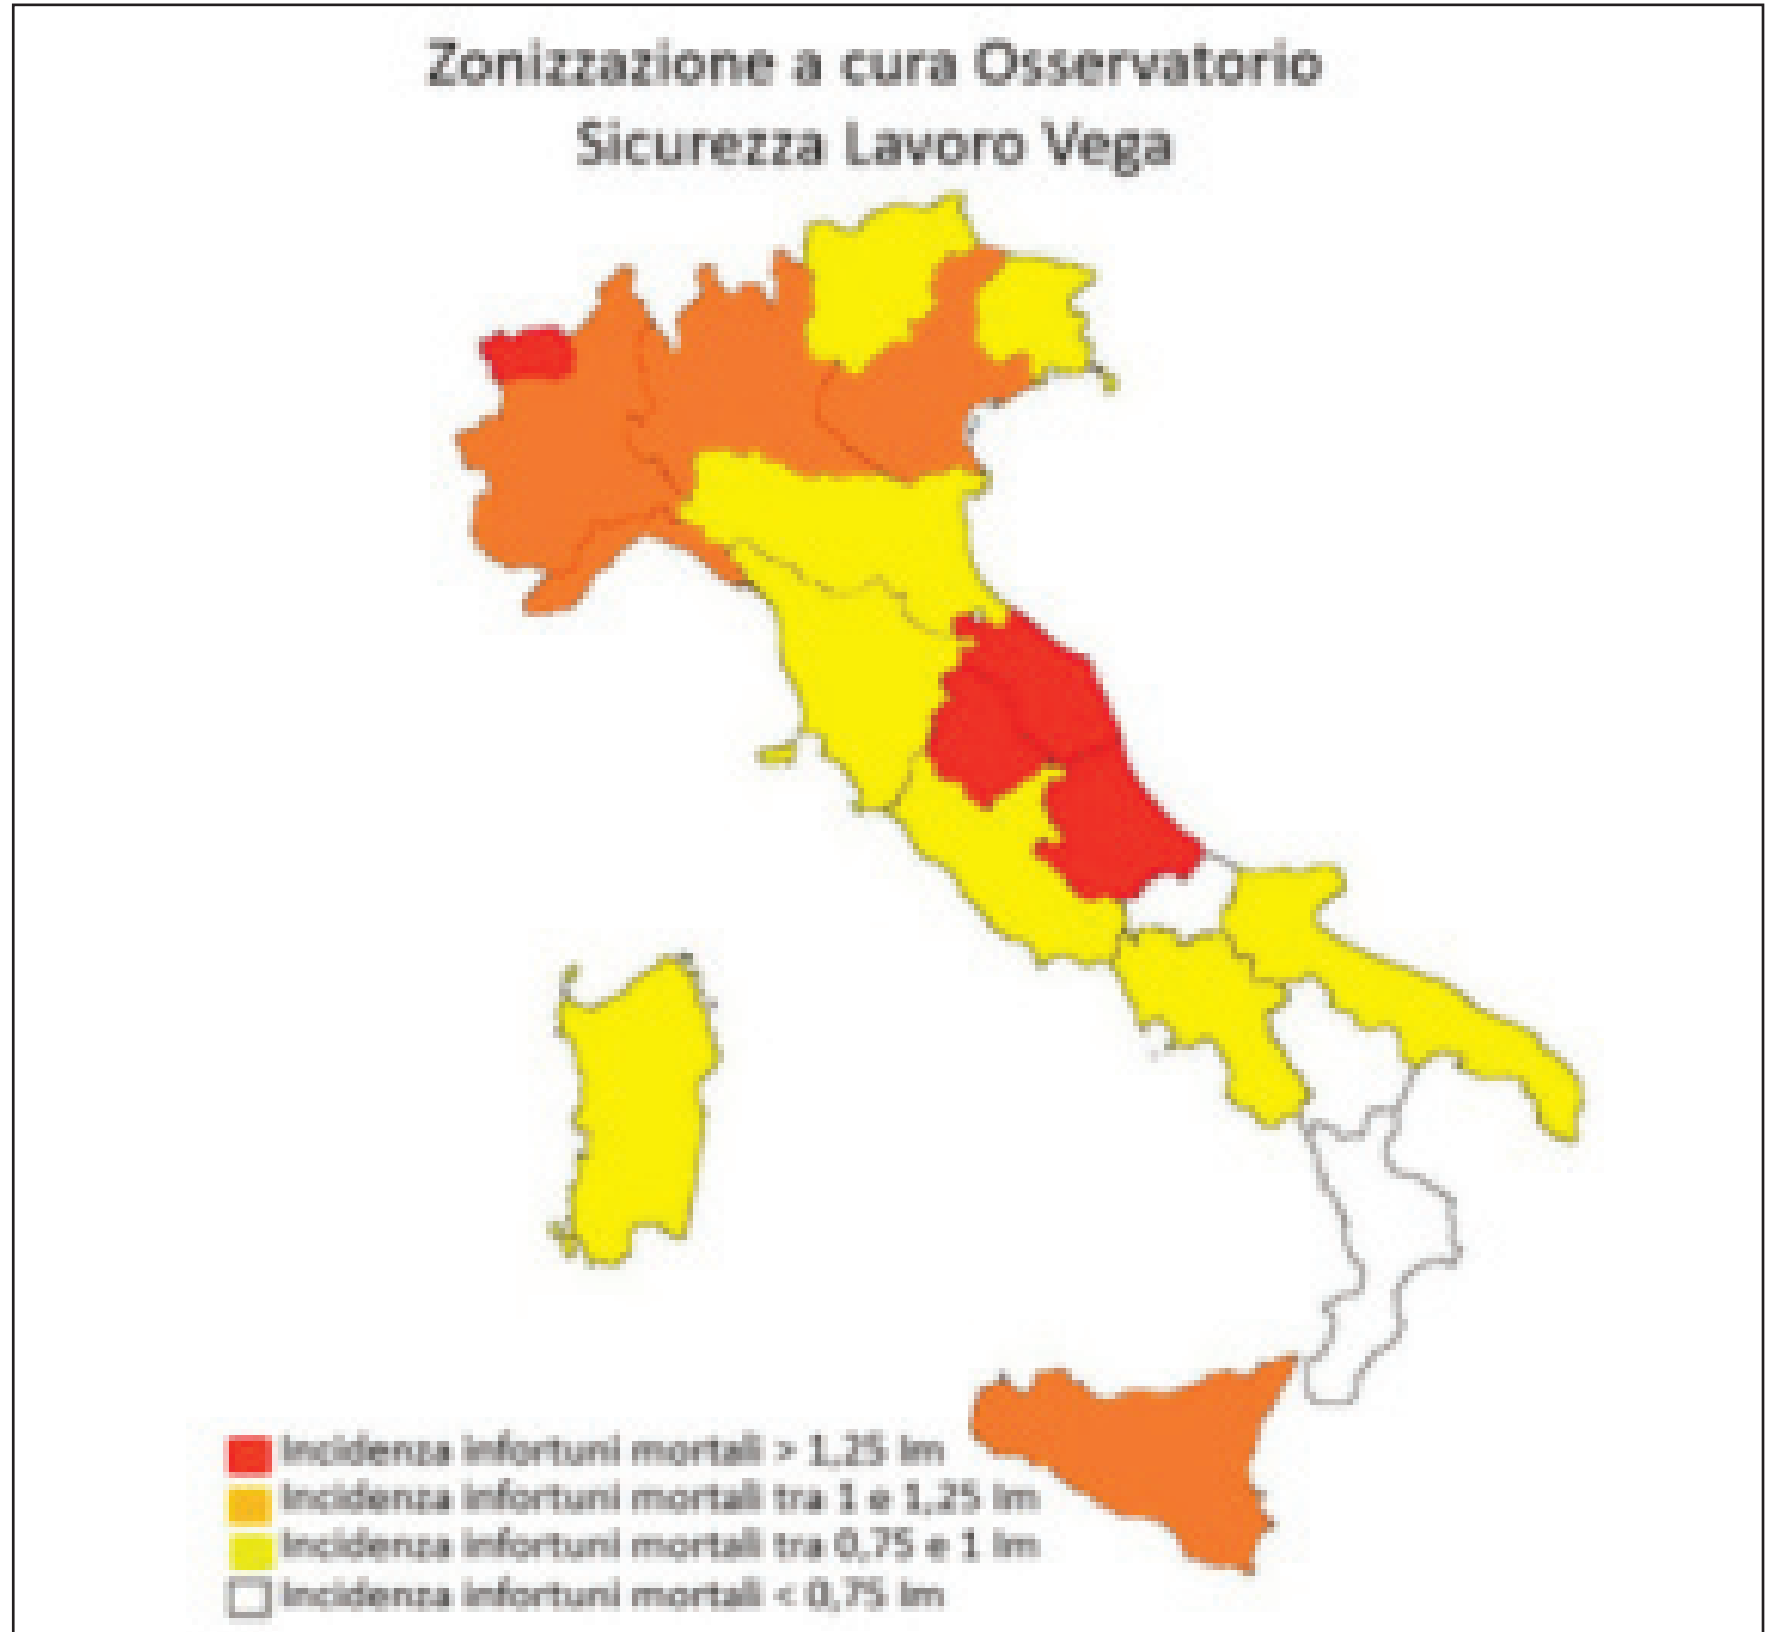 Zonizzazione a cura Osservatorio
Sicurezza Lavoro Vega
Incidenza infortuni mortali > 1,25 Im
Incidenza infortuni mortali tra 1 e 1,25 Im
Incidenza infortuni mortali tra 0,75 e 1 Im
Incidenza infortuni mortali < 0,75 Im